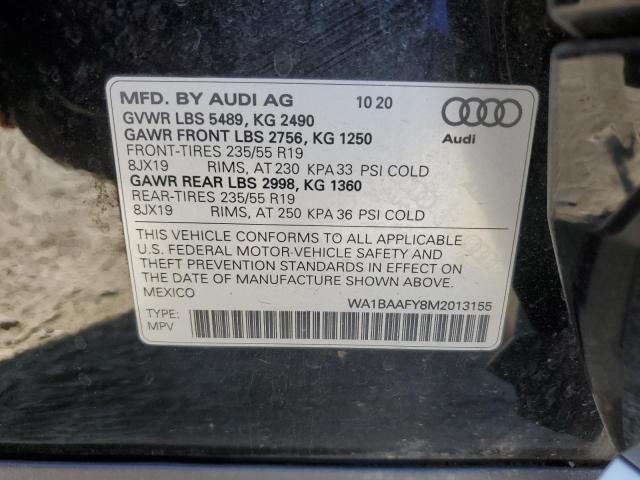 MFD. BY AUDI AG 10 20
GVWR LBS 5489, KG 2490
GAWR FRONT LBS 2756, KG 1250
FRONT-TIRES 235/55 R19
8JX19 RIMS, AT 230 KPA 33 PSI COLD
GAWR REAR LBS 2998, KG 1360
REAR-TIRES 235/55 R19
8JX19 RIMS, AT 250 KPA 36 PSI COLD
Audi
THIS VEHICLE CONFORMS TO ALL APPLICABLE
U.S. FEDERAL MOTOR VEHICLE SAFETY AND
THEFT PREVENTION STANDARDS IN EFFECT ON
THE DATE OF MANUFACTURE SHOWN ABOVE.
MEXICO
WA1BAAFY8M2013155
TYPE:
MPV